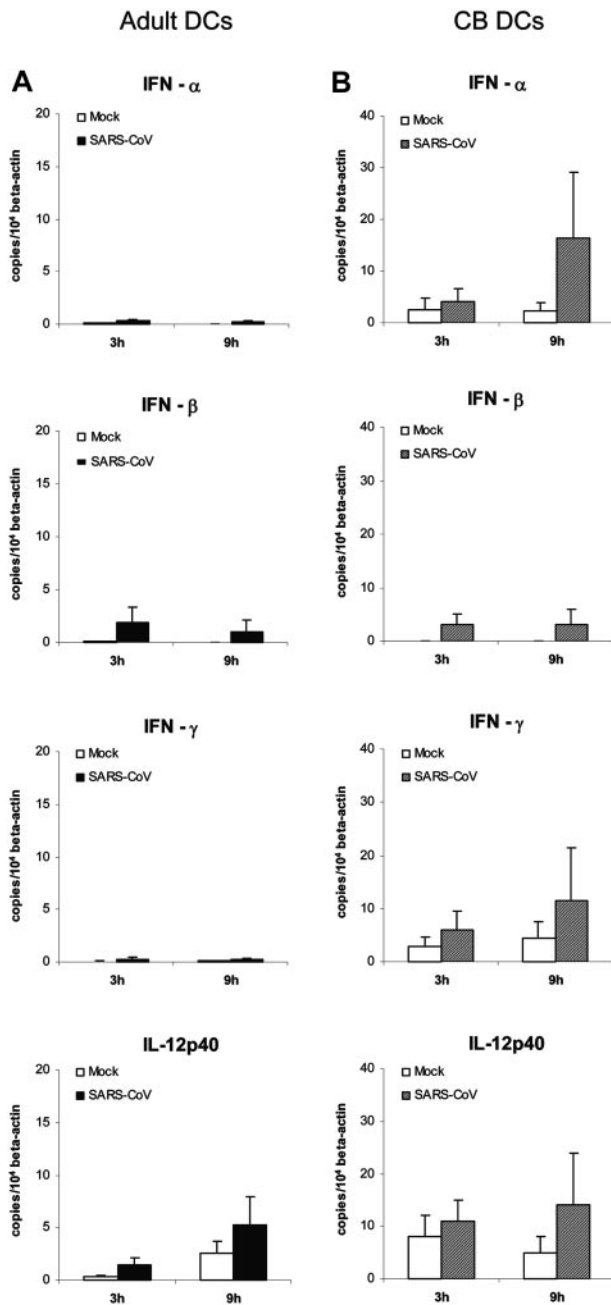 Adult DCs
CB DCs
A
IFN - α
Mock
SARS-CoV
copies/10⁴ beta-actin
20
15
10
5
0
3h
9h
B
IFN - α
Mock
SARS-CoV
copies/10⁴ beta-actin
40
30
20
10
0
3h
9h
IFN - β
Mock
SARS-CoV
copies/10⁴ beta-actin
20
15
10
5
0
3h
9h
IFN - β
Mock
SARS-CoV
copies/10⁴ beta-actin
40
30
20
10
0
3h
9h
IFN - γ
Mock
SARS-CoV
copies/10⁴ beta-actin
20
15
10
5
0
3h
9h
IFN - γ
Mock
SARS-CoV
copies/10⁴ beta-actin
40
30
20
10
0
3h
9h
IL-12p40
Mock
SARS-CoV
copies/10⁴ beta-actin
20
15
10
5
0
3h
9h
IL-12p40
Mock
SARS-CoV
copies/10⁴ beta-actin
40
30
20
10
0
3h
9h